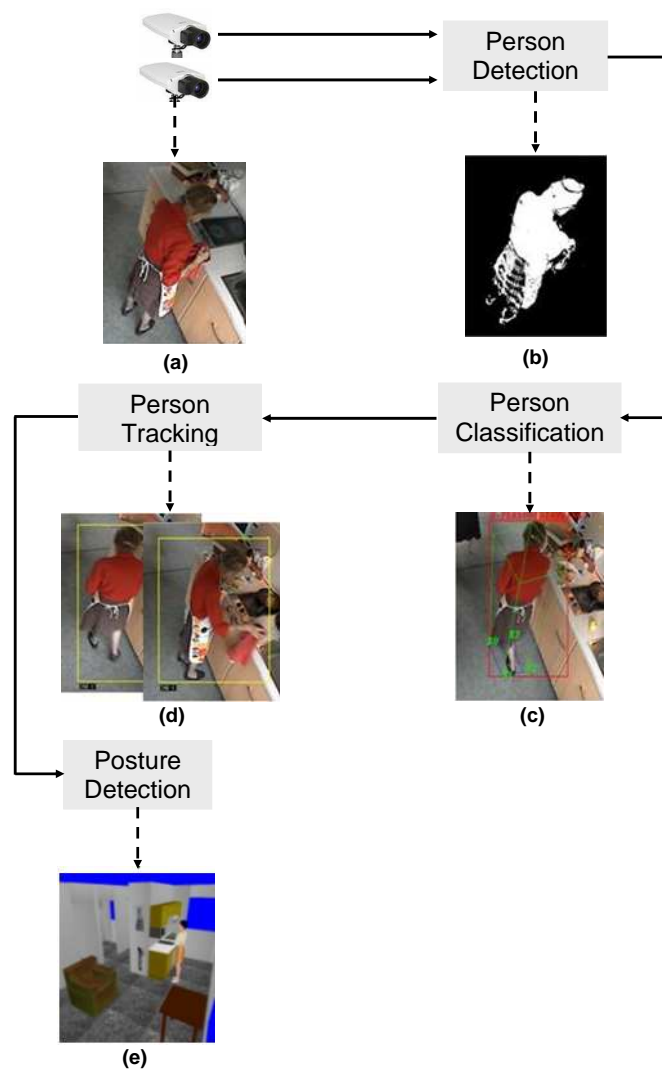 Person
Detection
(a)
(b)
Person
Tracking
Person
Classification
(d)
(c)
Posture
Detection
(e)